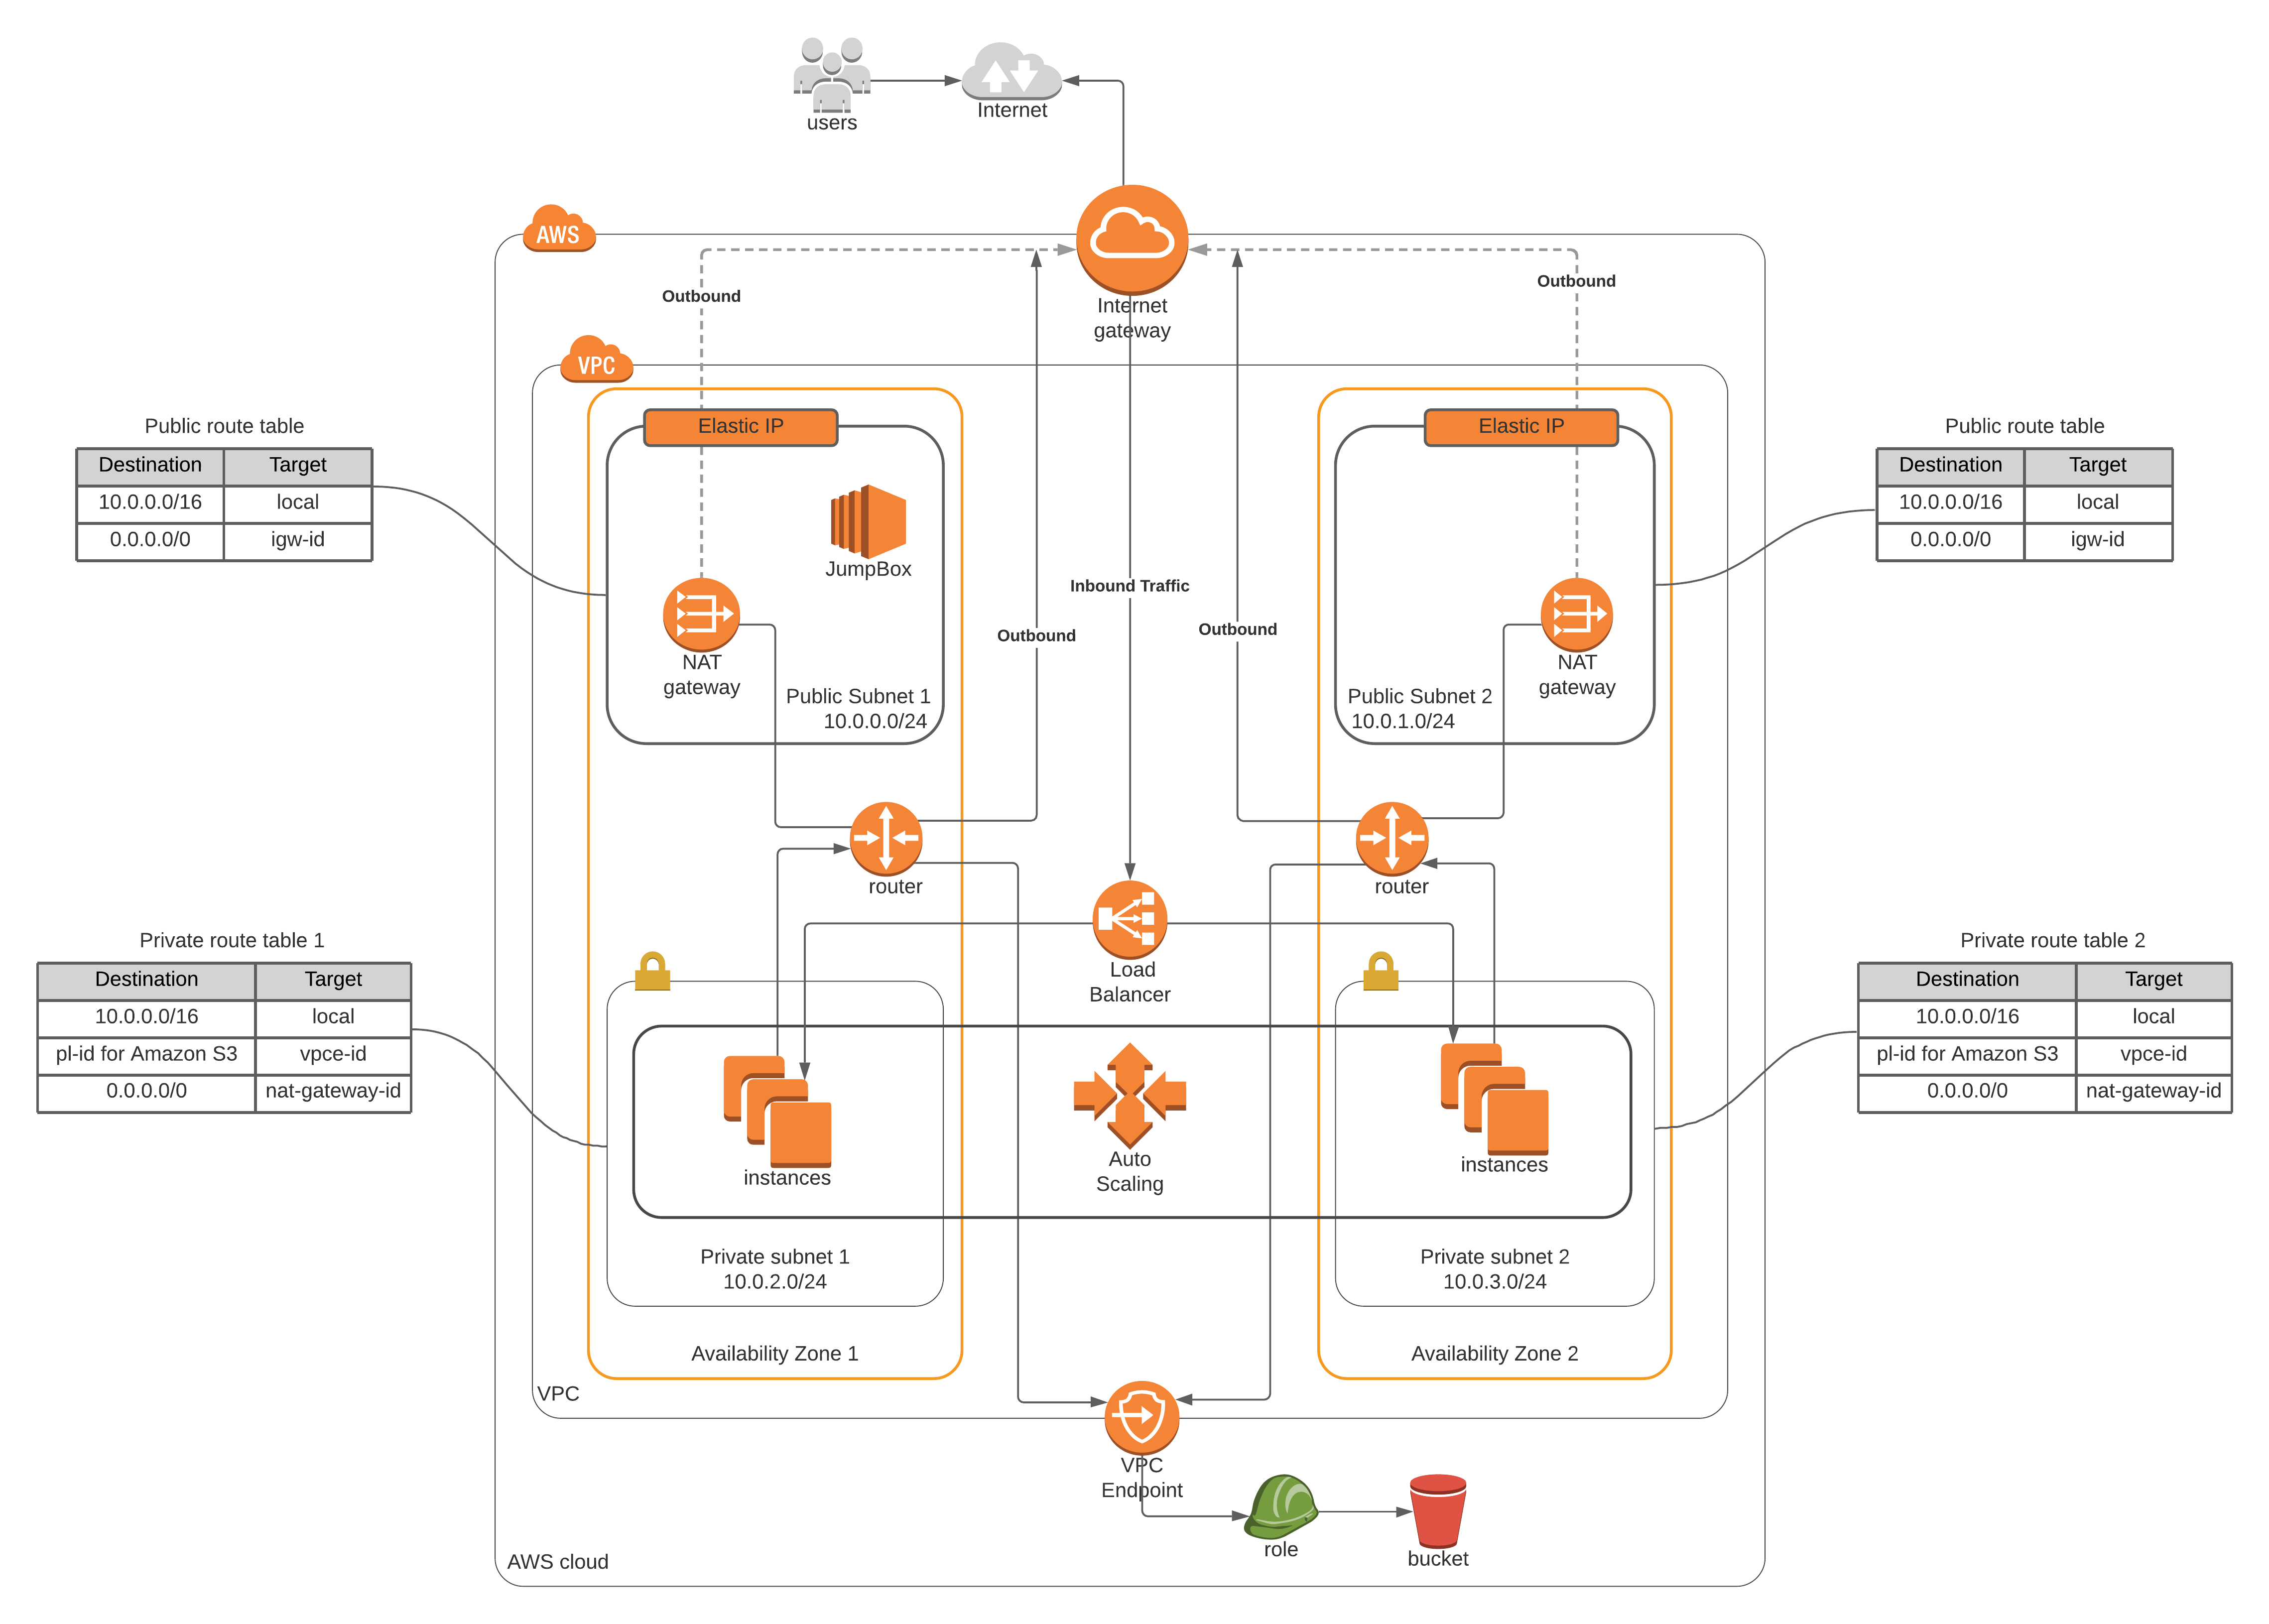 users
Internet
AWS
Internet
gateway
Outbound
Outbound
VPC
Elastic IP
Elastic IP
Public route table
Destination Target
10.0.0.0/16 local
0.0.0.0/0 igw-id
Public route table
Destination Target
10.0.0.0/16 local
0.0.0.0/0 igw-id
JumpBox
Inbound Traffic
Outbound
Outbound
NAT
gateway
Public Subnet 1
10.0.0.0/24
NAT
gateway
Public Subnet 2
10.0.1.0/24
router
router
Load
Balancer
Private route table 1
Destination Target
10.0.0.0/16 local
pl-id for Amazon S3 vpce-id
0.0.0.0/0 nat-gateway-id
Private route table 2
Destination Target
10.0.0.0/16 local
pl-id for Amazon S3 vpce-id
0.0.0.0/0 nat-gateway-id
instances
Auto
Scaling
instances
Private subnet 1
10.0.2.0/24
Private subnet 2
10.0.3.0/24
Availability Zone 1
Availability Zone 2
VPC
VPC
Endpoint
role
bucket
AWS cloud